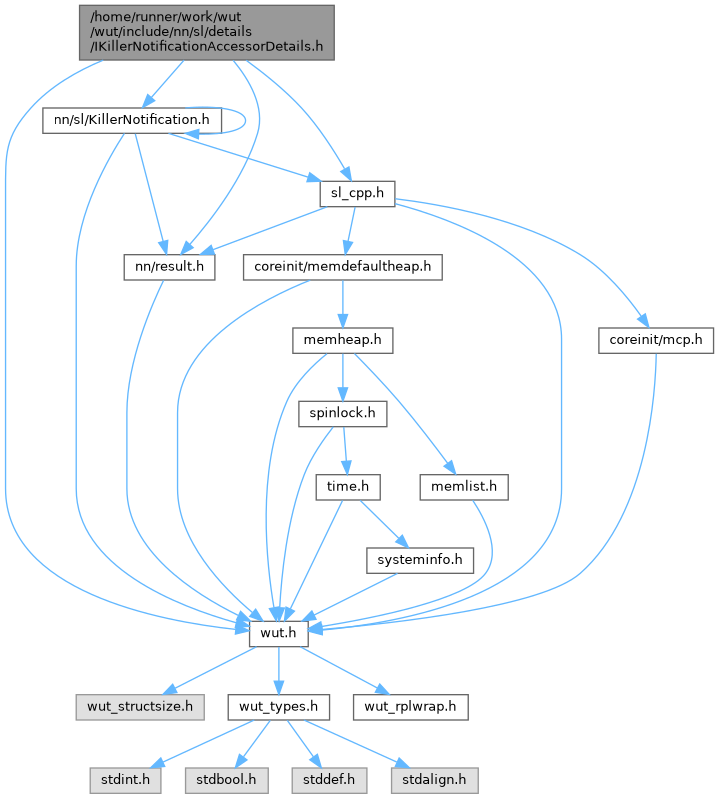 /home/runner/work/wut
/wut/include/nn/sl/details
/IKillerNotificationAccessorDetails.h
nn/sl/KillerNotification.h
sl_cpp.h
nn/result.h
coreinit/memdefaultheap.h
memheap.h
coreinit/mcp.h
spinlock.h
time.h
memlist.h
systeminfo.h
wut.h
wut_structsize.h
wut_types.h
wut_rplwrap.h
stdint.h
stdbool.h
stddef.h
stdalign.h